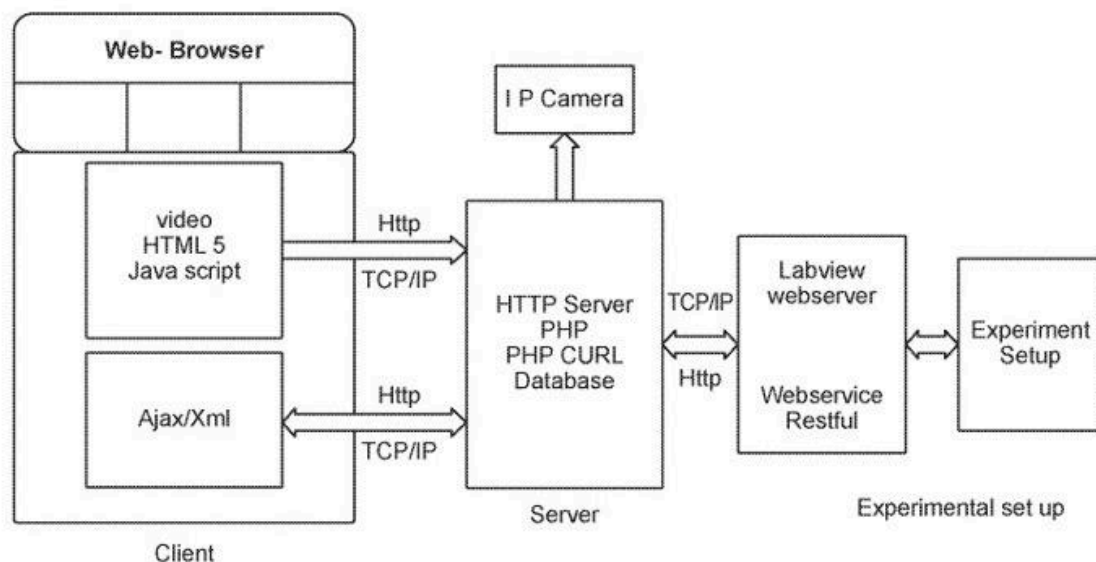 Web- Browser
video
HTML 5
Java script
Ajax/Xml
Client
Http
TCP/IP
Http
TCP/IP
I P Camera
HTTP Server
PHP
PHP CURL
Database
Server
TCP/IP
Http
Labview
webserver
Webservice
Restful
Experiment
Setup
Experimental set up